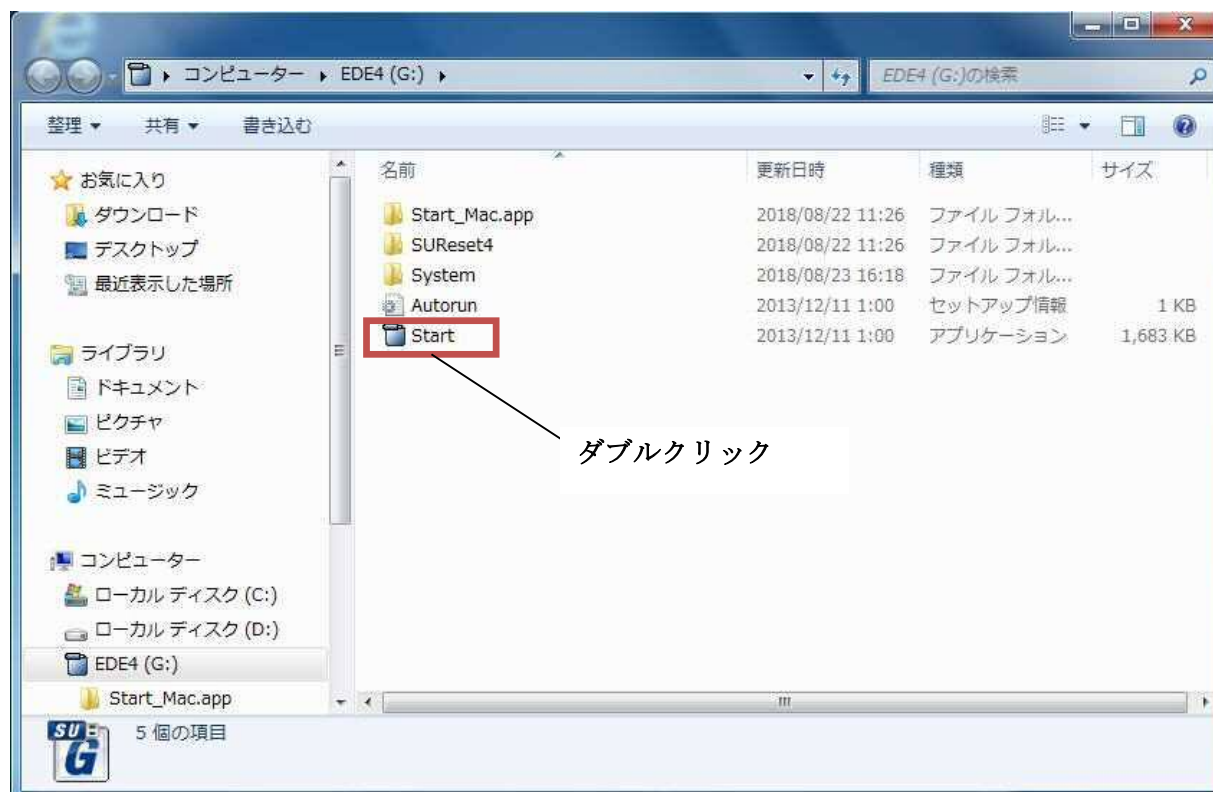 コンピューター EDE4 (G:) EDE4 (G:)の検索
整理 共有 書き込む
お気に入り
ダウンロード
デスクトップ
最近表示した場所
ライブラリ
ドキュメント
ピクチャ
ビデオ
ミュージック
コンピューター
ローカル ディスク (C:)
ローカル ディスク (D:)
EDE4 (G:)
Start_Mac.app
名前 更新日時 種類 サイズ
Start_Mac.app 2018/08/22 11:26 ファイル フォル...
SUReset4 2018/08/22 11:26 ファイル フォル...
System 2018/08/23 16:18 ファイル フォル...
Autorun 2013/12/11 1:00 セットアップ情報 1 KB
Start 2013/12/11 1:00 アプリケーション 1,683 KB
ダブルクリック
SU G
5 個の項目